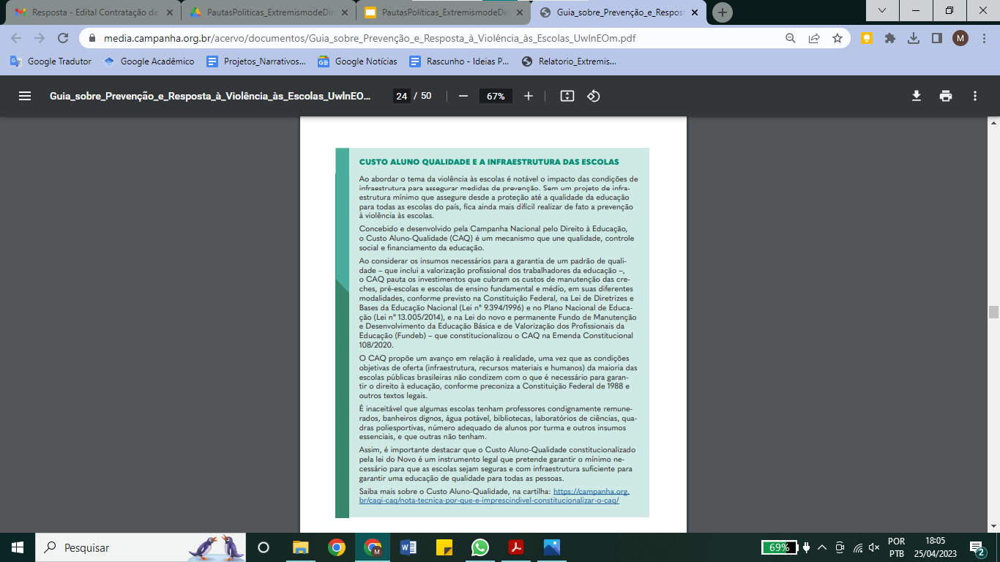 Resposta - Edital Contratação de
PautasPoliticas_ExtremismodeDir
PautasPolíticas_ExtremismodeDir
Guia_sobre_Prevenção_e_Respost
media.campanha.org.br/acervo/documentos/Guia_sobre_Prevenção_e_Resposta_à_Violência_às_Escolas_UwlnEOm.pdf
M
Google Tradutor
Google Acadêmico
Projetos_Narrativos...
Google Notícias
Rascunho - Ideias P...
Relatorio_Extremis...
Guia_sobre_Prevenção_e_Resposta_à_Violência_às_Escolas_UwlnEO...
24 / 50
67%
CUSTO ALUNO QUALIDADE E A INFRAESTRUTURA DAS ESCOLAS
Ao abordar o tema da violência às escolas é notável o impacto das condições de
infraestrutura para assegurar medidas de prevenção. Sem um projeto de infra-
estrutura mínimo que assegure desde a proteção até a qualidade da educação
para todas as escolas do país, fica ainda mais difícil realizar de fato a prevenção
à violência às escolas.
Concebido e desenvolvido pela Campanha Nacional pelo Direito à Educação,
o Custo Aluno-Qualidade (CAQ) é um mecanismo que une qualidade, controle
social e financiamento da educação.
Ao considerar os insumos necessários para a garantia de um padrão de quali-
dade – que inclui a valorização profissional dos trabalhadores da educação –,
o CAQ pauta os investimentos que cubram os custos de manutenção das cre-
ches, pré-escolas e escolas de ensino fundamental e médio, em suas diferentes
modalidades, conforme previsto na Constituição Federal, na Lei de Diretrizes e
Bases da Educação Nacional (Lei nº 9.394/1996) e no Plano Nacional de Educa-
ção (Lei nº 13.005/2014), e na Lei do novo e permanente Fundo de Manutenção
e Desenvolvimento da Educação Básica e de Valorização dos Profissionais da
Educação (Fundeb) – que constitucionalizou o CAQ na Emenda Constitucional
108/2020.
O CAQ propõe um avanço em relação à realidade, uma vez que as condições
objetivas de oferta (infraestrutura, recursos materiais e humanos) da maioria das
escolas públicas brasileiras não condizem com o que é necessário para garan-
tir o direito à educação, conforme preconiza a Constituição Federal de 1988 e
outros textos legais.
É inaceitável que algumas escolas tenham professores condignamente remune-
rados, banheiros dignos, água potável, bibliotecas, laboratórios de ciências, qua-
dras poliesportivas, número adequado de alunos por turma e outros insumos
essenciais, e que outras não tenham.
Assim, é importante destacar que o Custo Aluno-Qualidade constitucionalizado
pela lei do Novo é um instrumento legal que pretende garantir o mínimo ne-
cessário para que as escolas sejam seguras e com infraestrutura suficiente para
garantir uma educação de qualidade para todas as pessoas.
Saiba mais sobre o Custo Aluno-Qualidade, na cartilha: https://campanha.org.
br/caqi-caq/nota-tecnica-por-que-e-imprescindivel-constitucionalizar-o-caq/
Pesquisar
M
69%
POR
PTB
18:05
25/04/2023
2